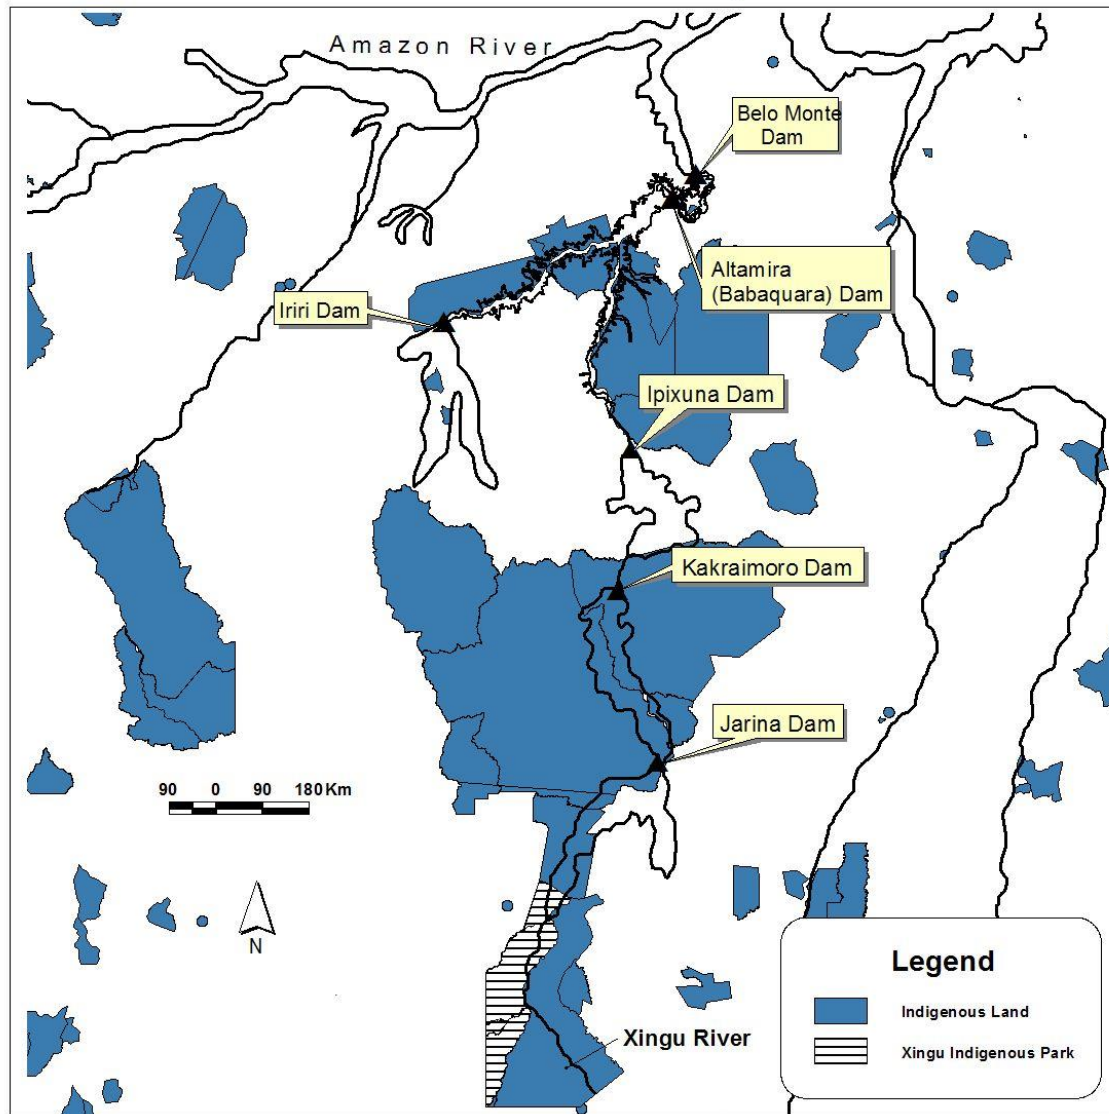 Amazon River
Belo Monte
Dam
Altamira
(Babaquara) Dam
Iriri Dam
Ipixuna Dam
Kakraimoro Dam
Jarina Dam
90 0 90 180 Km
N
Xingu River
Legend
Indigenous Land
Xingu Indigenous Park